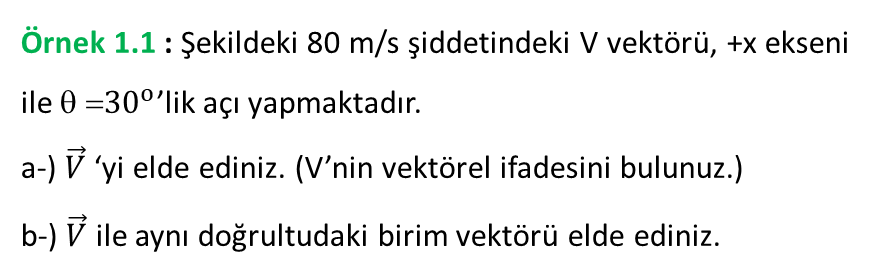 Örnek 1.1 : Şekildeki 80 m/s şiddetindeki V vektörü, +x ekseni
ile θ =30⁰’lik açı yapmaktadır.
a-) V⃗ ‘yi elde ediniz. (V’nin vektörel ifadesini bulunuz.)
b-) V⃗ ile aynı doğrultudaki birim vektörü elde ediniz.